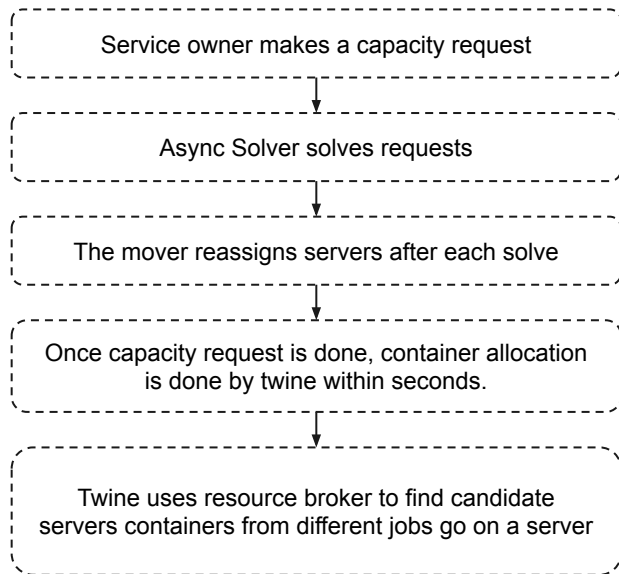 Service owner makes a capacity request
Async Solver solves requests
The mover reassigns servers after each solve
Once capacity request is done, container allocation
is done by twine within seconds.
Twine uses resource broker to find candidate
servers containers from different jobs go on a server